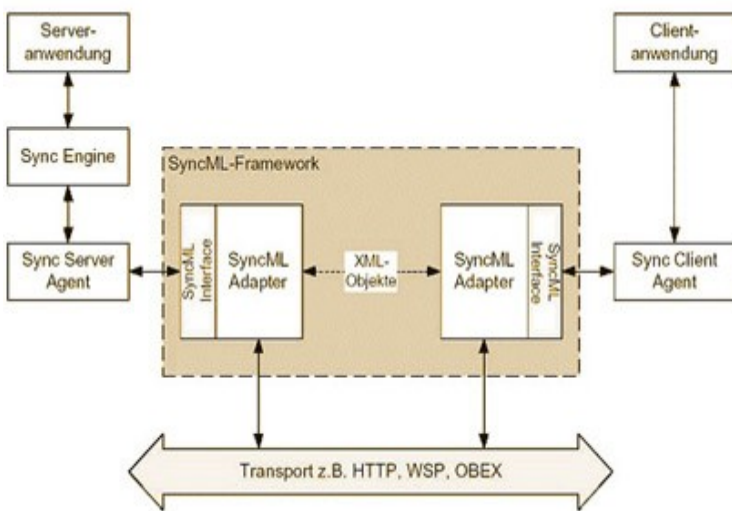 Server-
anwendung
Client-
anwendung
Sync Engine
SyncML-Framework
Sync Server
Agent
SyncML
Interface
SyncML
Adapter
XML-
Objekte
SyncML
Adapter
SyncML
Interface
Sync Client
Agent
Transport z.B. HTTP, WSP, OBEX